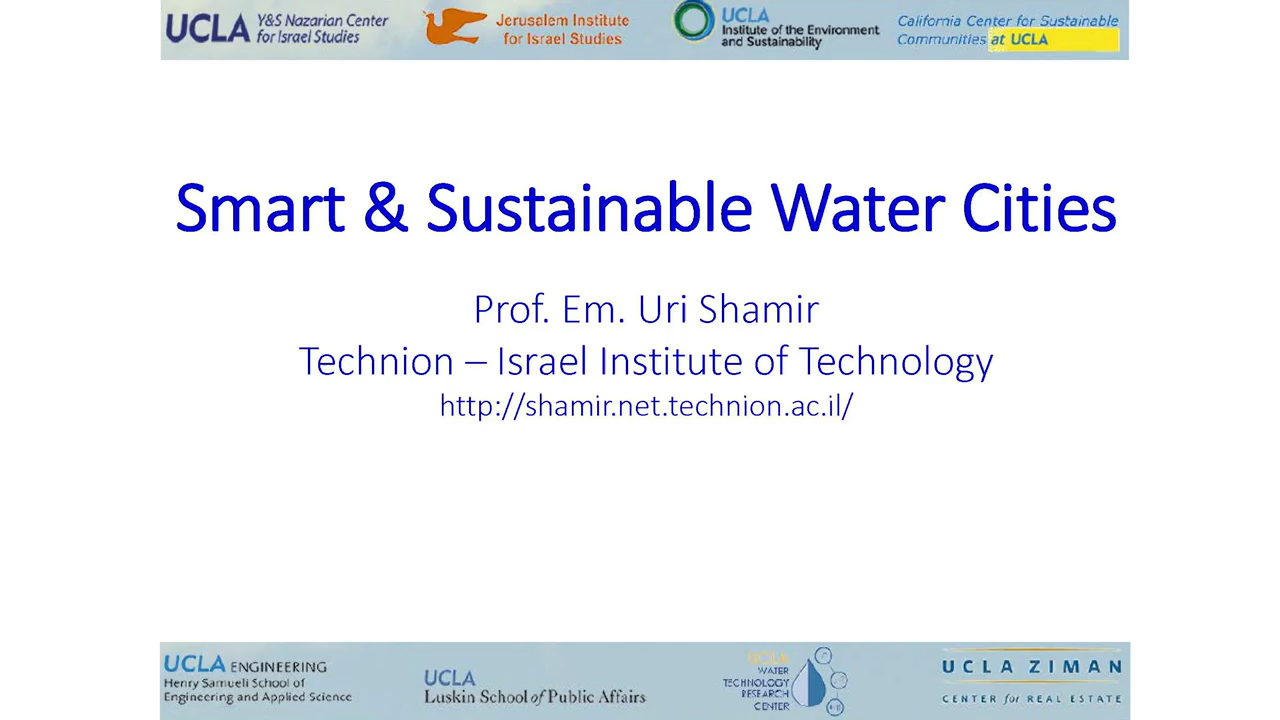 UCLA Y&S Nazarian Center
for Israel Studies
Jerusalem Institute
for Israel Studies
UCLA
Institute of the Environment
and Sustainability
California Center for Sustainable
Communities at UCLA
Smart & Sustainable Water Cities
Prof. Em. Uri Shamir
Technion – Israel Institute of Technology
http://shamir.net.technion.ac.il/
UCLA ENGINEERING
Henry Samueli School of
Engineering and Applied Science
UCLA
Luskin School of Public Affairs
UCLA
WATER
TECHNOLOGY
RESEARCH
CENTER
UCLA ZIMAN
CENTER for REAL ESTATE